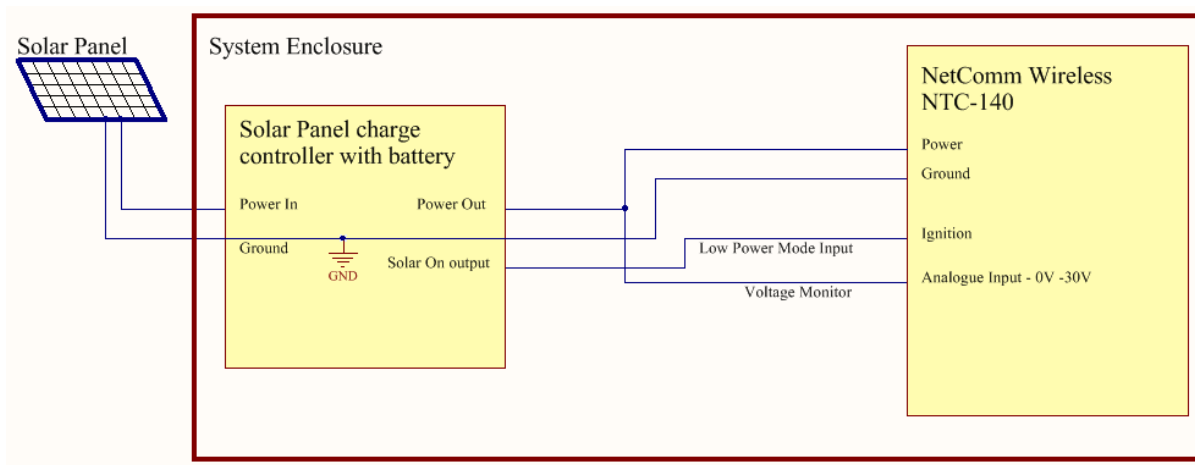 Solar Panel
System Enclosure
NetComm Wireless
NTC-140
Solar Panel charge
controller with battery
Power
Ground
Power In
Power Out
Ignition
Ground
Low Power Mode Input
Solar On output
GND
Analogue Input - 0V -30V
Voltage Monitor